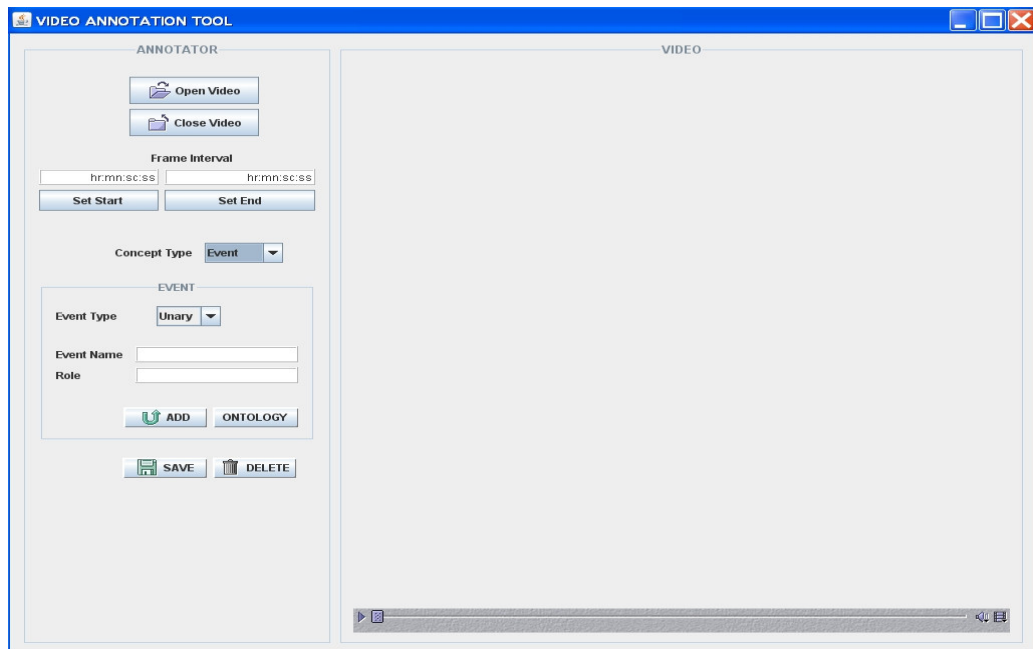 VIDEO ANNOTATION TOOL
ANNOTATOR
Open Video
Close Video
Frame Interval
hr:mn:sc:ss hr:mn:sc:ss
Set Start Set End
Concept Type Event
EVENT
Event Type Unary
Event Name
Role
ADD ONTOLOGY
SAVE DELETE
VIDEO